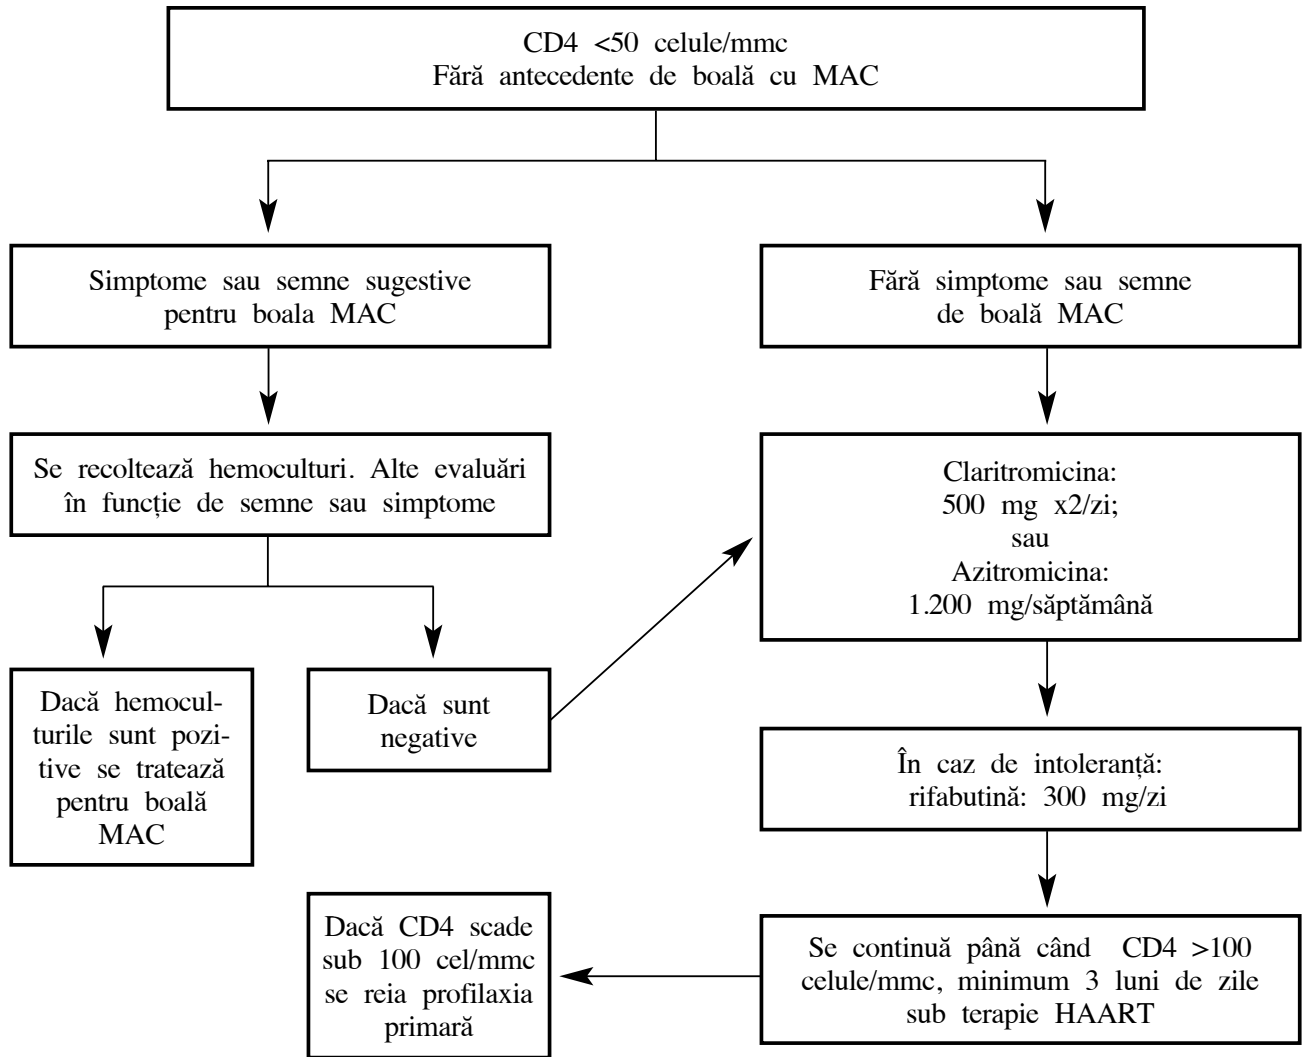 CD4 <50 celule/mmc
Fără antecedente de boală cu MAC
Simptome sau semne sugestive
pentru boala MAC
Fără simptome sau semne
de boală MAC
Se recoltează hemoculturi. Alte evaluări
în funcție de semne sau simptome
Claritromicina:
500 mg x2/zi;
sau
Azitromicina:
1.200 mg/săptămână
Dacă hemocul-
turile sunt pozi-
tive se tratează
pentru boală
MAC
Dacă sunt
negative
În caz de intoleranță:
rifabutină: 300 mg/zi
Dacă CD4 scade
sub 100 cel/mmc
se reia profilaxia
primară
Se continuă până când CD4 >100
celule/mmc, minimum 3 luni de zile
sub terapie HAART